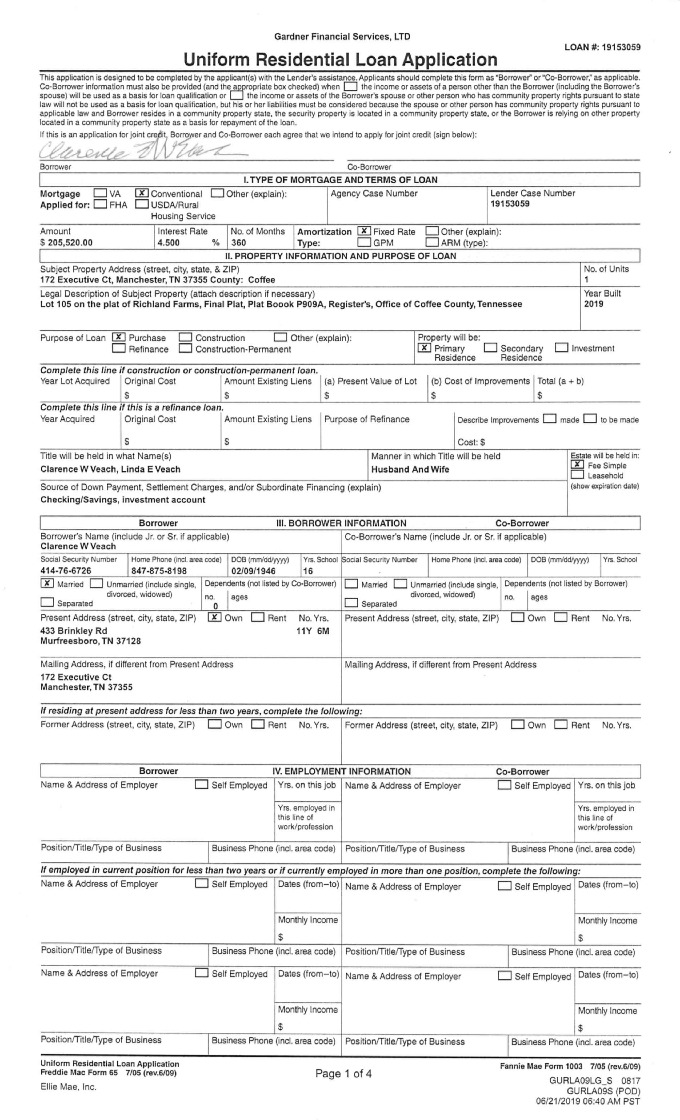 Gardner Financial Services, LTD
LOAN #: 19153059
Uniform Residential Loan Application
This application is designed to be completed by the applicant(s) with the Lender's assistance. Applicants should complete this form as "Borrower" or "Co-Borrower," as applicable.
Co-Borrower information must also be provided (and the appropriate box checked) when the income or assets of a person other than the Borrower (including the Borrower's
spouse) will be used as a basis for loan qualification or the income or assets of the Borrower's spouse or other person who has community property rights pursuant to state
law will not be used as a basis for loan qualification, but his or her liabilities must be considered because the spouse or other person has community property rights pursuant to
applicable law and Borrower resides in a community property state, the security property is located in a community property state, or the Borrower is relying on other property
located in a community property state as a basis for repayment of the loan.
If this is an application for joint credit, Borrower and Co-Borrower each agree that we intend to apply for joint credit (sign below):
Clarence W Veach
Borrower Co-Borrower
I. TYPE OF MORTGAGE AND TERMS OF LOAN
Mortgage VA X Conventional Other (explain): Agency Case Number Lender Case Number
Applied for: FHA USDA/Rural 19153059
Housing Service
Amount Interest Rate No. of Months Amortization X Fixed Rate Other (explain):
$ 205,520.00 4.500 % 360 Type: GPM ARM (type):
II. PROPERTY INFORMATION AND PURPOSE OF LOAN
Subject Property Address (street, city, state, & ZIP) No. of Units
172 Executive Ct, Manchester, TN 37355 County: Coffee 1
Legal Description of Subject Property (attach description if necessary) Year Built
Lot 105 on the plat of Richland Farms, Final Plat, Plat Boook P909A, Register's, Office of Coffee County, Tennessee 2019
Purpose of Loan X Purchase Construction Other (explain): Property will be:
Refinance Construction-Permanent X Primary Residence Secondary Residence Investment
Complete this line if construction or construction-permanent loan.
Year Lot Acquired Original Cost Amount Existing Liens (a) Present Value of Lot (b) Cost of Improvements Total (a + b)
$ $ $ $ $
Complete this line if this is a refinance loan.
Year Acquired Original Cost Amount Existing Liens Purpose of Refinance Describe Improvements made to be made
$ $ Cost: $
Title will be held in what Name(s) Manner in which Title will be held Estate will be held in:
Clarence W Veach, Linda E Veach Husband And Wife X Fee Simple
Leasehold
Source of Down Payment, Settlement Charges, and/or Subordinate Financing (explain) (show expiration date)
Checking/Savings, investment account
Borrower III. BORROWER INFORMATION Co-Borrower
Borrower's Name (include Jr. or Sr. if applicable) Co-Borrower's Name (include Jr. or Sr. if applicable)
Clarence W Veach
Social Security Number Home Phone (incl. area code) DOB (mm/dd/yyyy) Yrs. School Social Security Number Home Phone (incl. area code) DOB (mm/dd/yyyy) Yrs. School
414-76-6726 847-875-8198 02/09/1946 16
X Married Unmarried (include single, Dependents (not listed by Co-Borrower) Married Unmarried (include single, Dependents (not listed by Borrower)
divorced, widowed) no. ages divorced, widowed) no. ages
Separated 0 Separated
Present Address (street, city, state, ZIP) X Own Rent No. Yrs. Present Address (street, city, state, ZIP) Own Rent No. Yrs.
433 Brinkley Rd 11Y 6M
Murfreesboro, TN 37128
Mailing Address, if different from Present Address Mailing Address, if different from Present Address
172 Executive Ct
Manchester, TN 37355
If residing at present address for less than two years, complete the following:
Former Address (street, city, state, ZIP) Own Rent No. Yrs. Former Address (street, city, state, ZIP) Own Rent No. Yrs.
Borrower IV. EMPLOYMENT INFORMATION Co-Borrower
Name & Address of Employer Self Employed Yrs. on this job Name & Address of Employer Self Employed Yrs. on this job
Yrs. employed in Yrs. employed in
this line of this line of
work/profession work/profession
Position/Title/Type of Business Business Phone (incl. area code) Position/Title/Type of Business Business Phone (incl. area code)
If employed in current position for less than two years or if currently employed in more than one position, complete the following:
Name & Address of Employer Self Employed Dates (from–to) Name & Address of Employer Self Employed Dates (from–to)
Monthly Income Monthly Income
$ $
Position/Title/Type of Business Business Phone (incl. area code) Position/Title/Type of Business Business Phone (incl. area code)
Name & Address of Employer Self Employed Dates (from–to) Name & Address of Employer Self Employed Dates (from–to)
Monthly Income Monthly Income
$ $
Position/Title/Type of Business Business Phone (incl. area code) Position/Title/Type of Business Business Phone (incl. area code)
Uniform Residential Loan Application Fannie Mae Form 1003 7/05 (rev.6/09)
Freddie Mac Form 65 7/05 (rev.6/09) Page 1 of 4
Ellie Mae, Inc. GURLA09LG_S 0817
GURLA09S (POD)
06/21/2019 06:40 AM PST